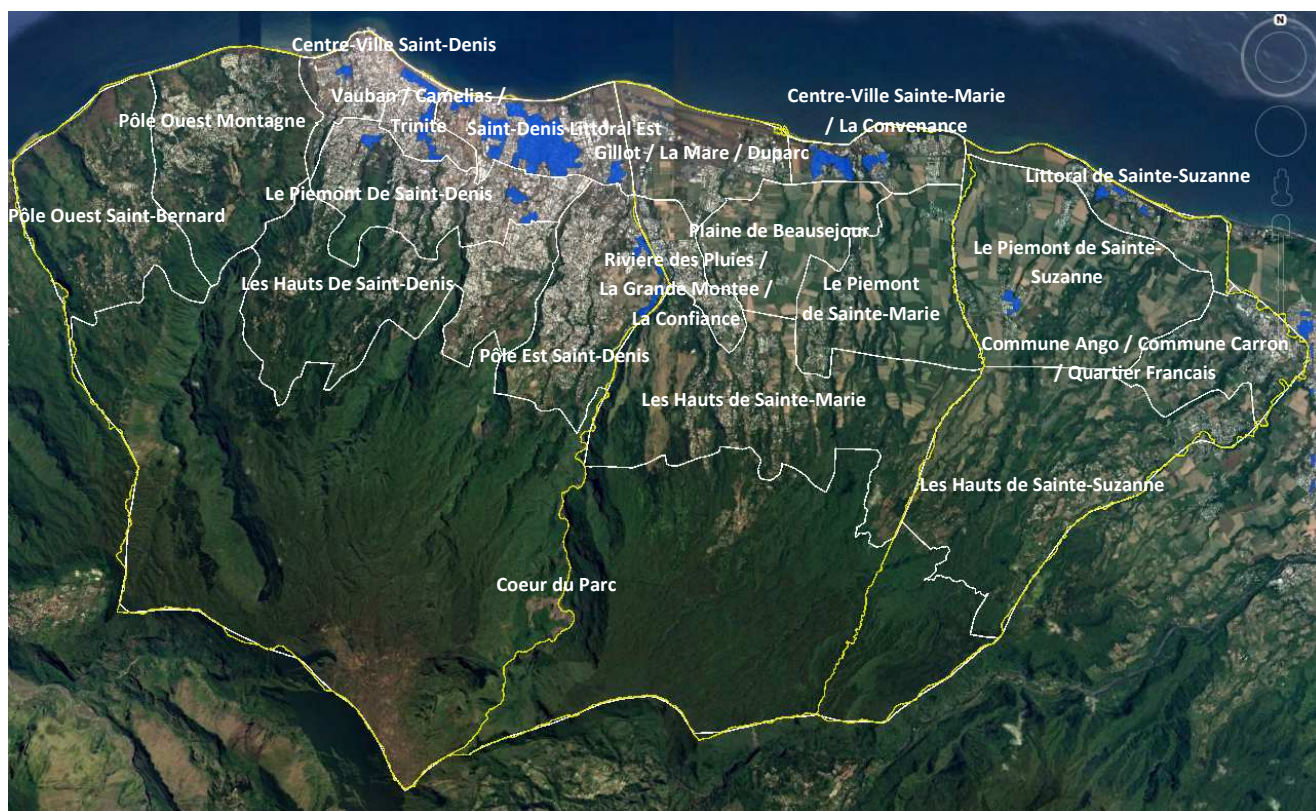 N
Centre-Ville Saint-Denis
Vauban / Camelias /
Trinite
Pôle Ouest Montagne
Saint-Denis Littoral Est
Centre-Ville Sainte-Marie
/ La Convenance
Gillot / La Mare / Duparc
Littoral de Sainte-Suzanne
Le Piemont De Saint-Denis
Pôle Ouest Saint-Bernard
Plaine de Beausejour
Le Piemont de Sainte-
Suzanne
Rivière des Pluies /
La Grande Montee /
La Confiance
Les Hauts De Saint-Denis
Le Piemont
de Sainte-Marie
Commune Ango / Commune Carron
/ Quartier Francais
Pôle Est Saint-Denis
Les Hauts de Sainte-Marie
Les Hauts de Sainte-Suzanne
Coeur du Parc